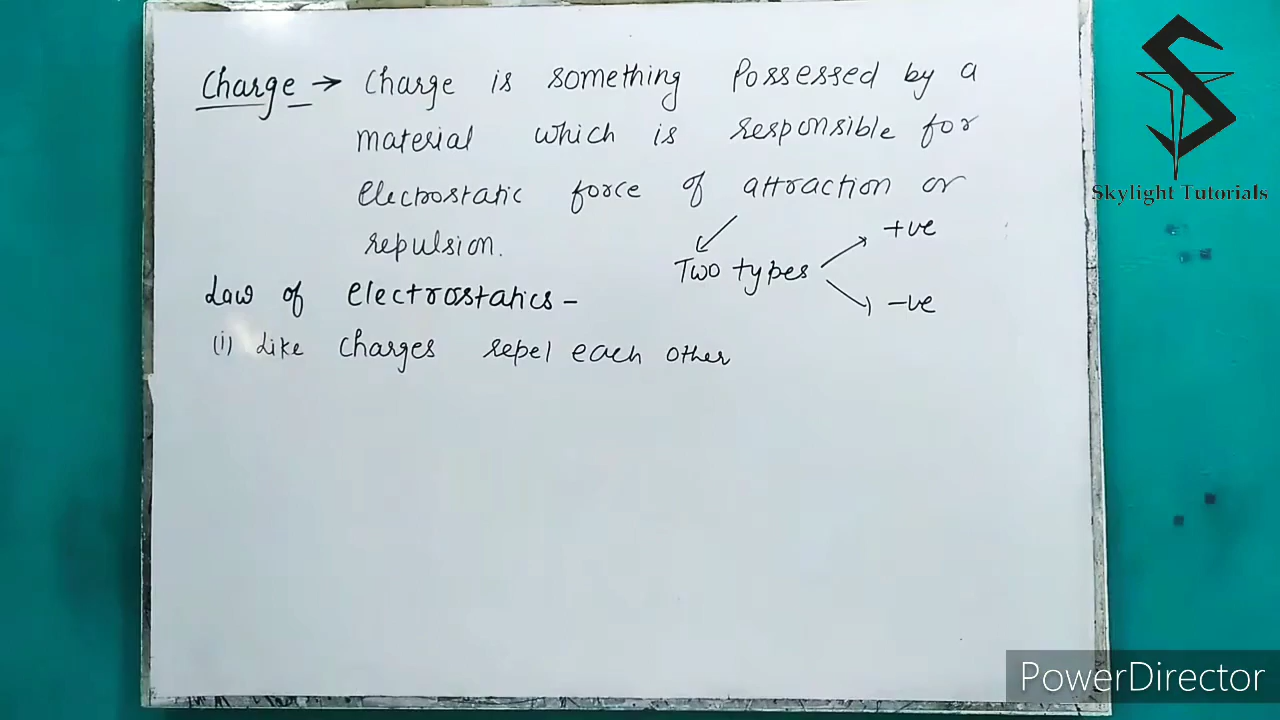 Charge → Charge is something Possessed by a
material which is responsible for
Electrostatic force of attraction or
repulsion.
Two types
+ve
-ve
Law of Electrostatics -
(i) Like Charges repel each other
Skylight Tutorials
PowerDirector